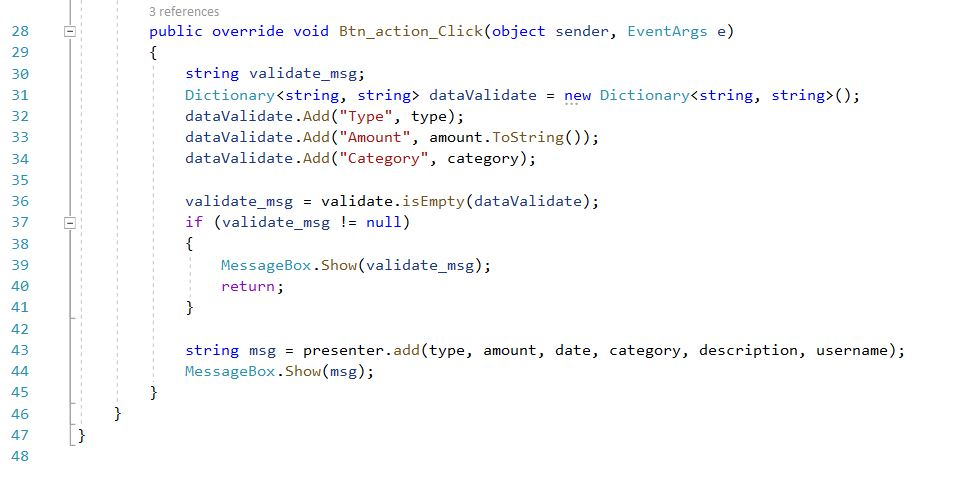 3 references
28 public override void Btn_action_Click(object sender, EventArgs e)
29 {
30 string validate_msg;
31 Dictionary<string, string> dataValidate = new Dictionary<string, string>();
32 dataValidate.Add("Type", type);
33 dataValidate.Add("Amount", amount.ToString());
34 dataValidate.Add("Category", category);
35
36 validate_msg = validate.isEmpty(dataValidate);
37 if (validate_msg != null)
38 {
39 MessageBox.Show(validate_msg);
40 return;
41 }
42
43 string msg = presenter.add(type, amount, date, category, description, username);
44 MessageBox.Show(msg);
45 }
46 }
47 }
48